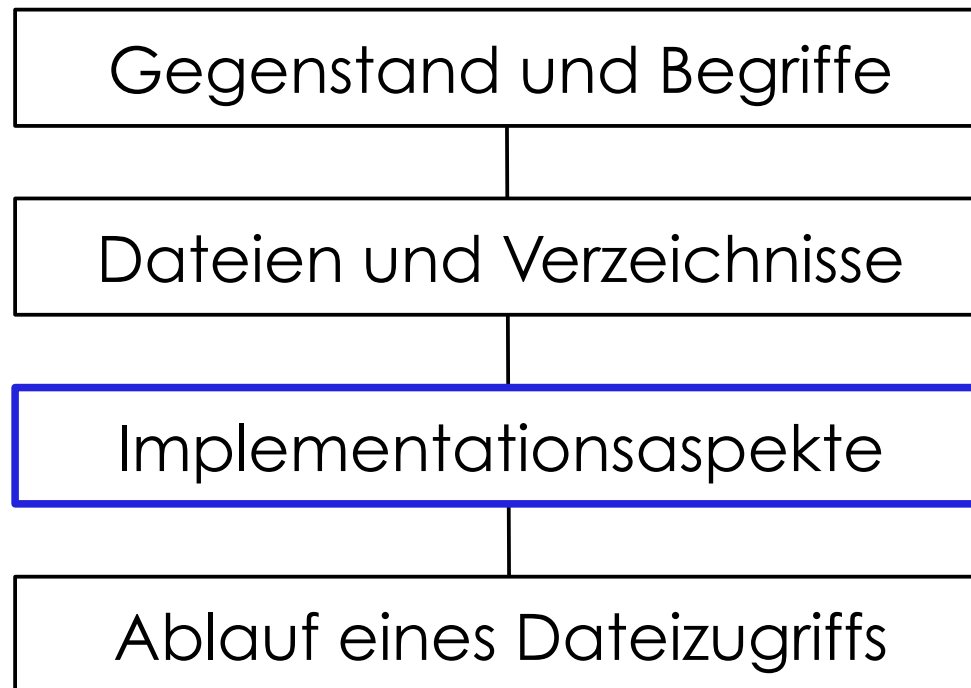 Gegenstand und Begriffe
Dateien und Verzeichnisse
Implementationsaspekte
Ablauf eines Dateizugriffs